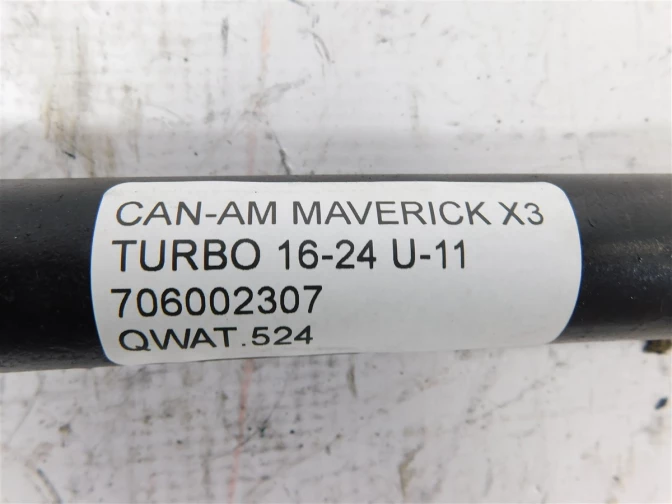 CAN-AM MAVERICK X3
TURBO 16-24 U-11
706002307
QWAT.524